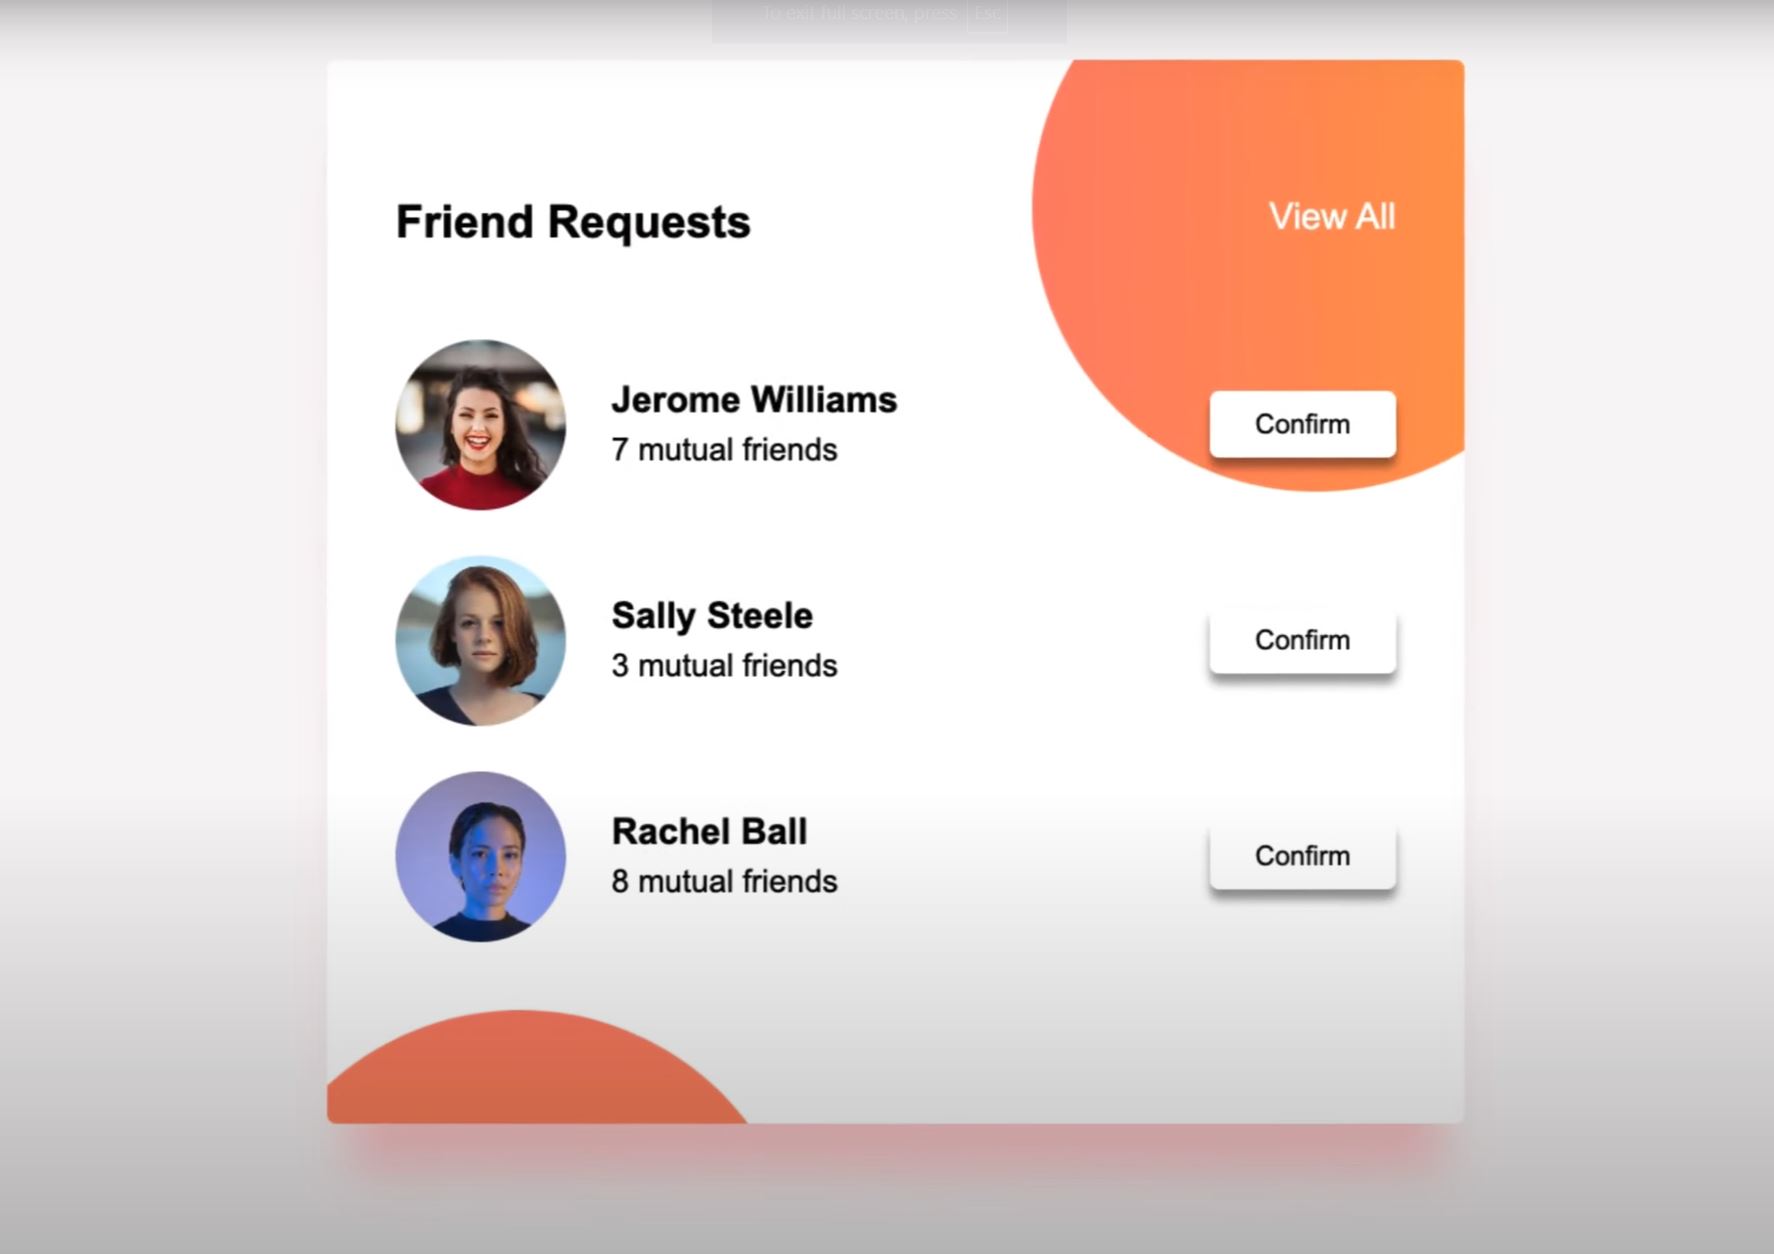 To exit full screen, press Esc
Friend Requests
View All
Jerome Williams
7 mutual friends
Confirm
Sally Steele
3 mutual friends
Confirm
Rachel Ball
8 mutual friends
Confirm